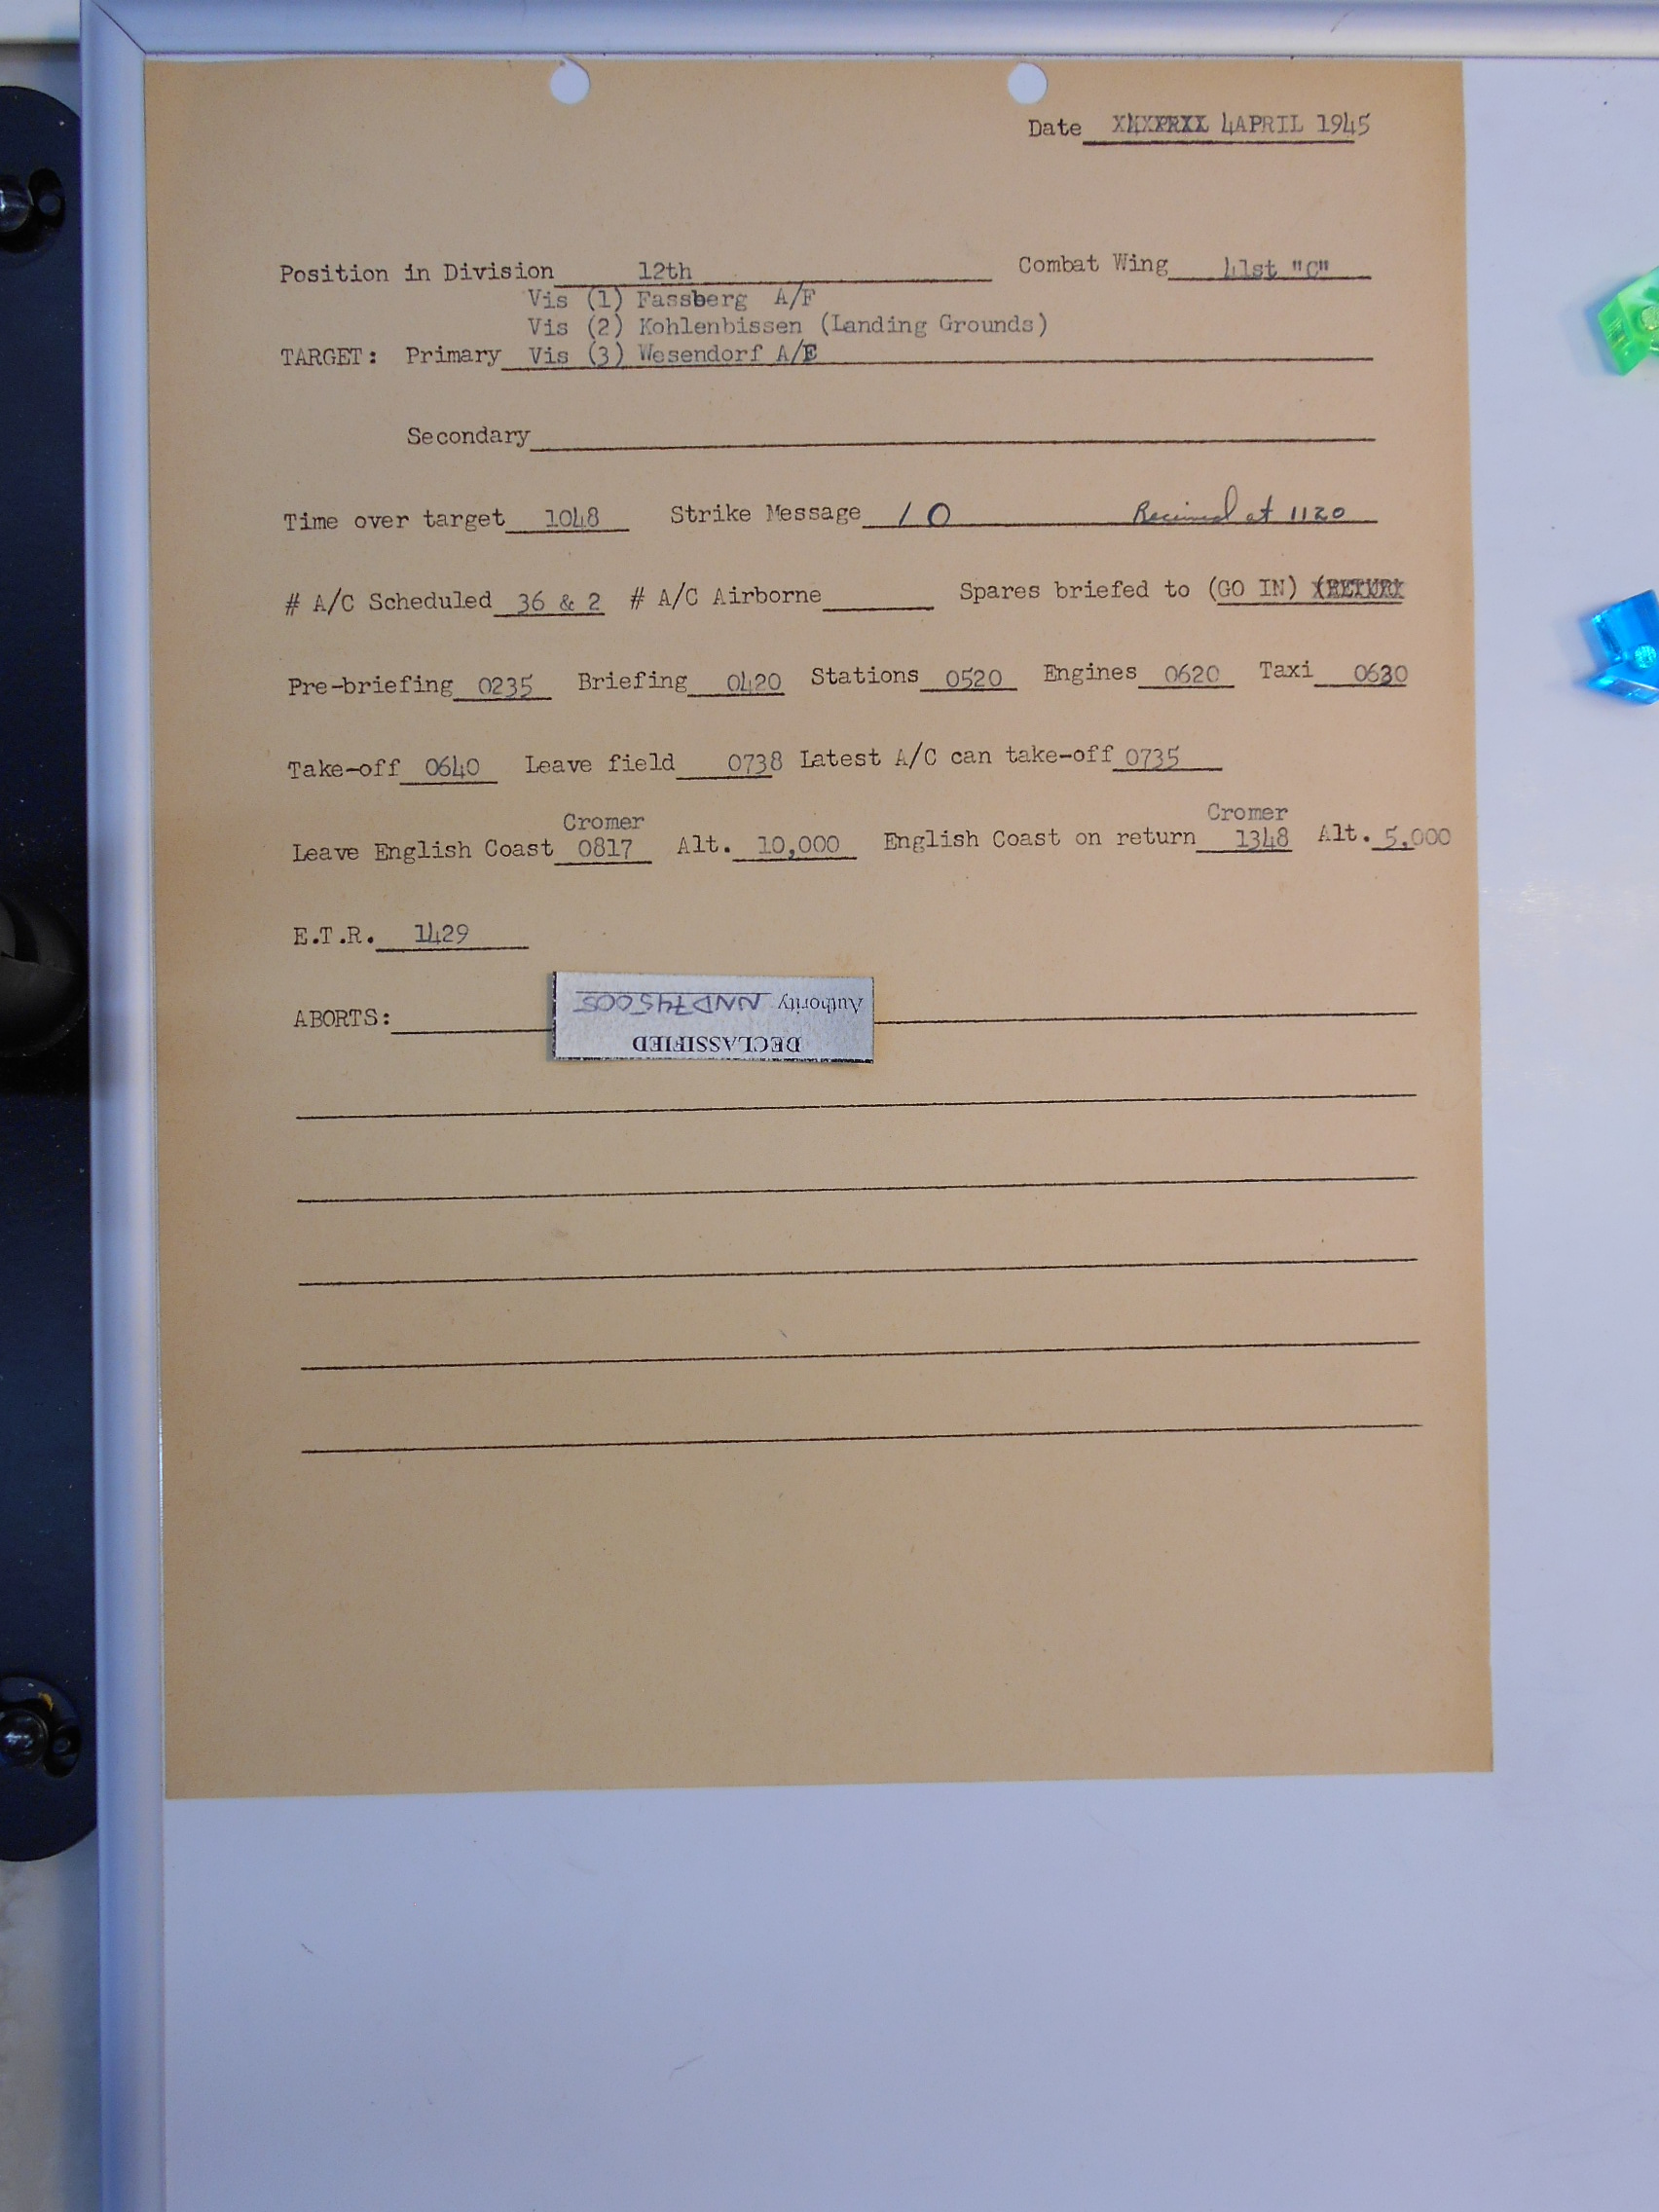 Date 4APRIL 1945
Position in Division 12th Combat Wing 41st "C"
Vis (1) Fassberg A/F
Vis (2) Kohlenbissen (Landing Grounds)
TARGET: Primary Vis (3) Wesendorf A/F
Secondary
Time over target 1048 Strike Message / O Received at 1120
# A/C Scheduled 36 & 2 # A/C Airborne Spares briefed to (GO IN) (RETURN
Pre-briefing 0235 Briefing 0420 Stations 0520 Engines 0620 Taxi 0630
Take-off 0640 Leave field 0738 Latest A/C can take-off 0735
Cromer Cromer
Leave English Coast 0817 Alt. 10,000 English Coast on return 1348 Alt. 5,000
E.T.R. 1429
ABORTS:
DECLASSIFIED
Authority NND745005